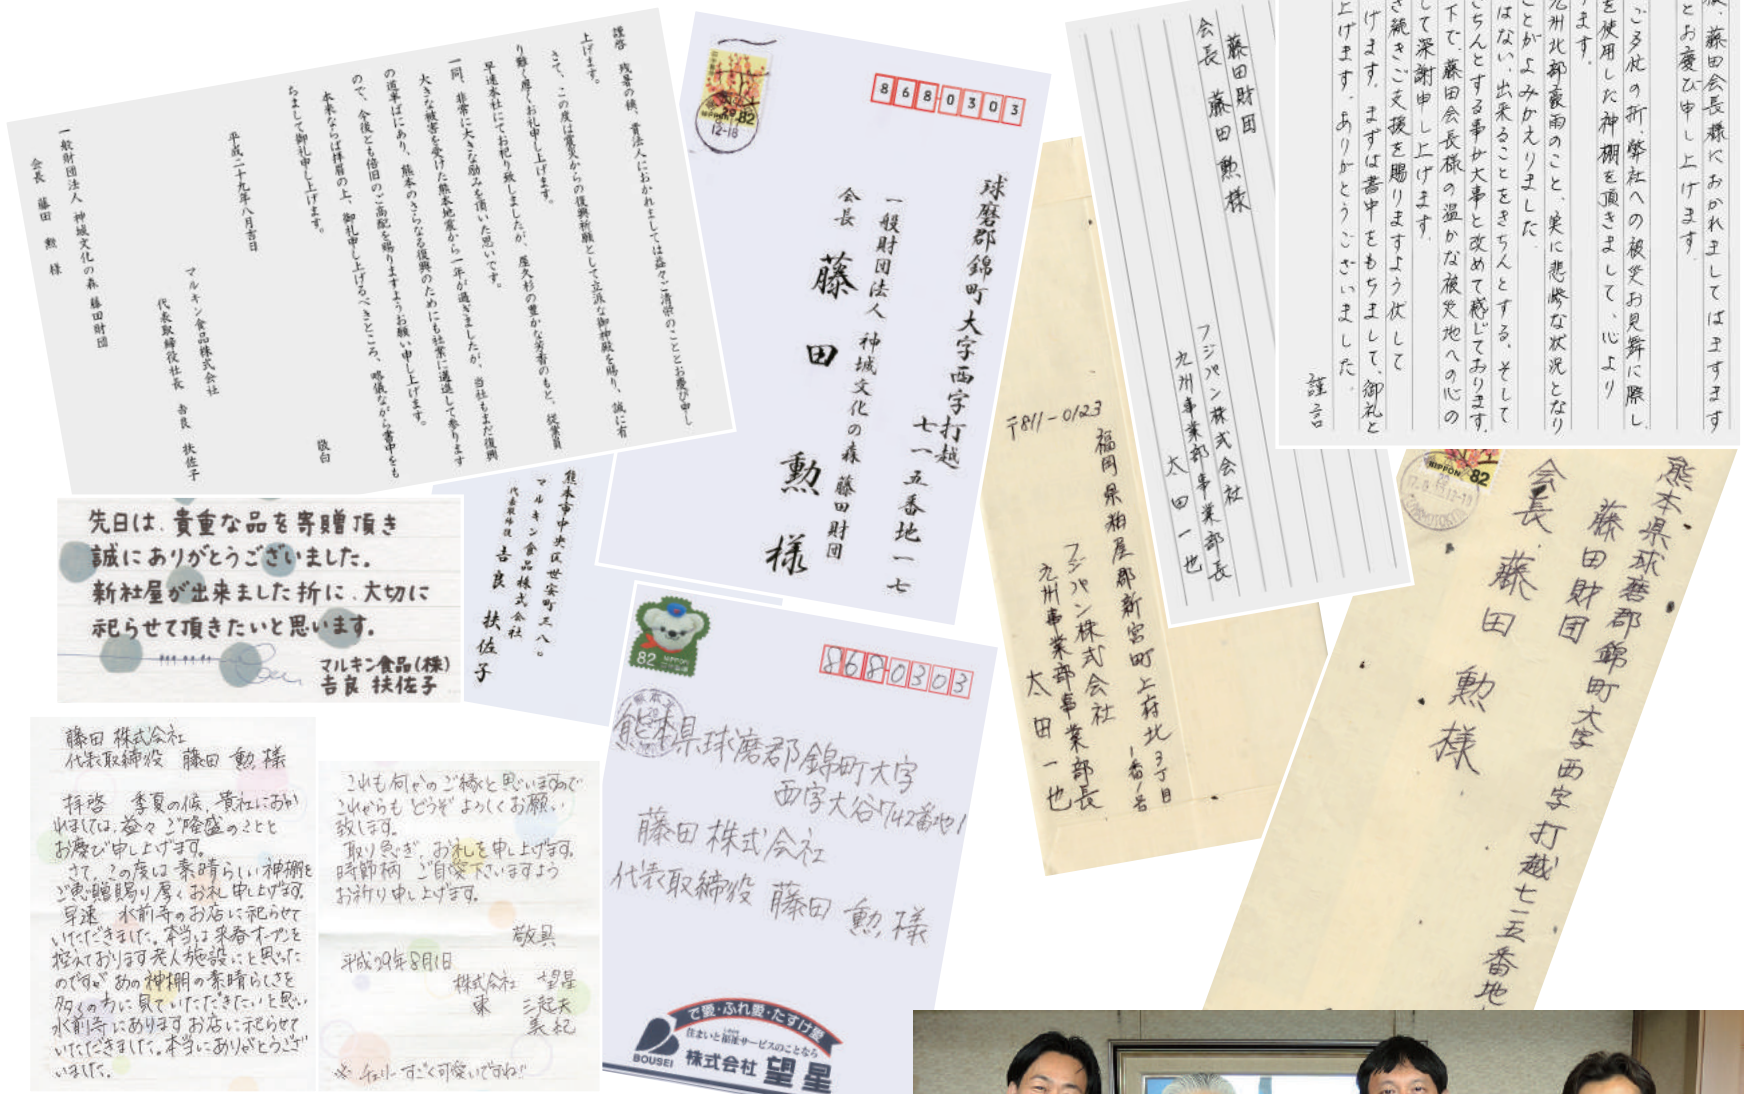 謹啓 残暑の候、貴法人におかれましては益々ご清栄のこととお慶び申し
上げます。
さて、この度は震災からの復興祈願として立派な御神殿を賜り、誠に有
り難く厚くお礼申し上げます。
早速本社にてお祀り致しましたが、屋久杉の豊かな芳香のもと、従業員
一同、非常に大きな励みを頂いた思いです。
大きな被害を受けた熊本地震から一年が過ぎましたが、当社もまだ復興
の道半ばにあり、熊本のさらなる復興のためにも社業に邁進して参ります
ので、今後とも倍旧のご高配を賜りますようお願い申し上げます。
本来ならば拝眉の上、御礼申し上げるべきところ、略儀ながら書中をも
ちまして御礼申し上げます。
敬白
平成二十九年八月吉日
マルキン食品株式会社
代表取締役社長 吉良 扶佐子
一般財団法人 神城文化の森 藤田財団
会長 藤田 勲 様
868-0303
球磨郡錦町大字西字打越
七一五番地一七
一般財団法人 神城文化の森 藤田財団
会長 藤田 勲 様
熊本市中央区世安町三八〇
マルキン食品株式会社
代表取締役 吉良 扶佐子
先日は、貴重な品を寄贈頂き
誠にありがとうございました。
新社屋が出来ました折に、大切に
祀らせて頂きたいと思います。
マルキン食品(株)
吉良 扶佐子
藤田財団
会長 藤田 勲 様
フジパン株式会社
九州事業部事業部長
太田一也
藤田会長様におかれましてはますます
とお慶び申し上げます。
ご多忙の折、弊社への被災お見舞に際し
を使用した神棚を頂きまして、心より
ます。
九州北部豪雨のこと、実に悲惨な状況となり
ことがよみがえりました。
はない、出来ることをきちんとする。そして
ちんとする事が大事と改めて感じております。
下で、藤田会長様の温かな被災地への心の
して深謝申し上げます。
き続きご支援を賜りますよう伏して
げます。まずは書中をもちまして、御礼と
上げます。ありがとうございました。
謹言
〒811-0123
福岡県糟屋郡新宮町上府北3丁目
1番1号
フジパン株式会社
九州事業部事業部長
太田一也
NIPPON 82
熊本県球磨郡錦町大字西字打越七一五番地
藤田財団
会長 藤田 勲 様
82
868-0303
熊本県球磨郡錦町大字
西字大谷742番地1
藤田株式会社
代表取締役 藤田 勲 様
で愛・ふれ愛・たすけ愛
住まいと福祉サービスのことなら
BOUSEI
株式会社 望星
藤田 株式会社
代表取締役 藤田 勲 様
拝啓 季夏の候、貴社におか
れましては、益々ご隆盛のことと
お慶び申し上げます。
さて、この度は素晴らしい神棚を
ご恵贈賜り厚くお礼申し上げます。
早速 水前寺のお店に祀らせて
いただきました。本当は来春オープンを
控えております老人施設にと思った
のですが あの神棚の素晴らしさを
多くの方に見ていただきたいと思い
水前寺にありますお店に祀らせて
いただきました。本当にありがとうござ
いました。
これも何かのご縁と思いますので
これからもどうぞよろしくお願い
致します。
取り急ぎ、お礼を申し上げます。
時節柄 ご自愛下さいますよう
お祈り申し上げます。
敬具
平成29年8月1日
株式会社 望星
東 三起夫
美紀
※ チェリーすごく可愛いですね!!